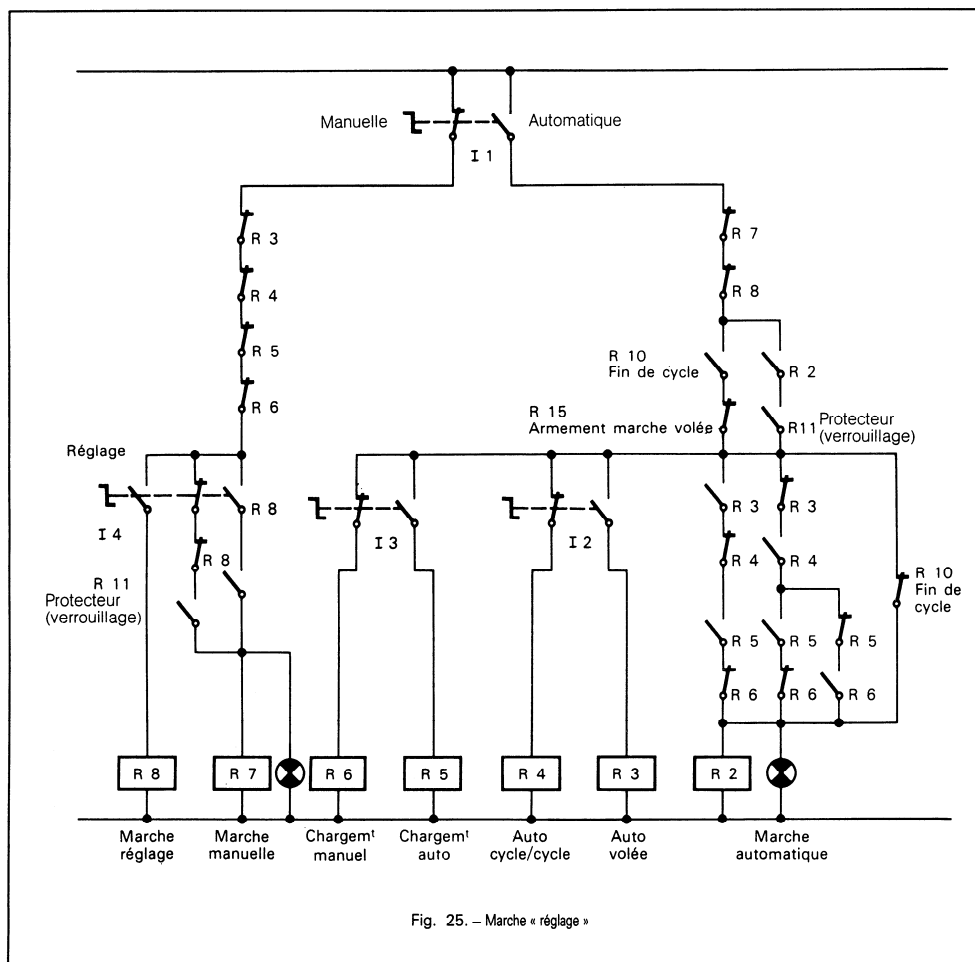 Manuelle
Automatique
I 1
R 3
R 7
R 4
R 8
R 5
R 10
Fin de cycle
R 2
R 6
R 15
Armement marche volée
R11
Protecteur
(verrouillage)
Réglage
I 4
R 8
I 3
I 2
R 3
R 3
R 8
R 4
R 4
R 10
Fin de
cycle
R 11
Protecteur
(verrouillage)
R 5
R 5
R 5
R 6
R 6
R 6
R 8
R 7
R 6
R 5
R 4
R 3
R 2
Marche
réglage
Marche
manuelle
Chargemt
manuel
Chargemt
auto
Auto
cycle/cycle
Auto
volée
Marche
automatique
Fig. 25. – Marche « réglage »